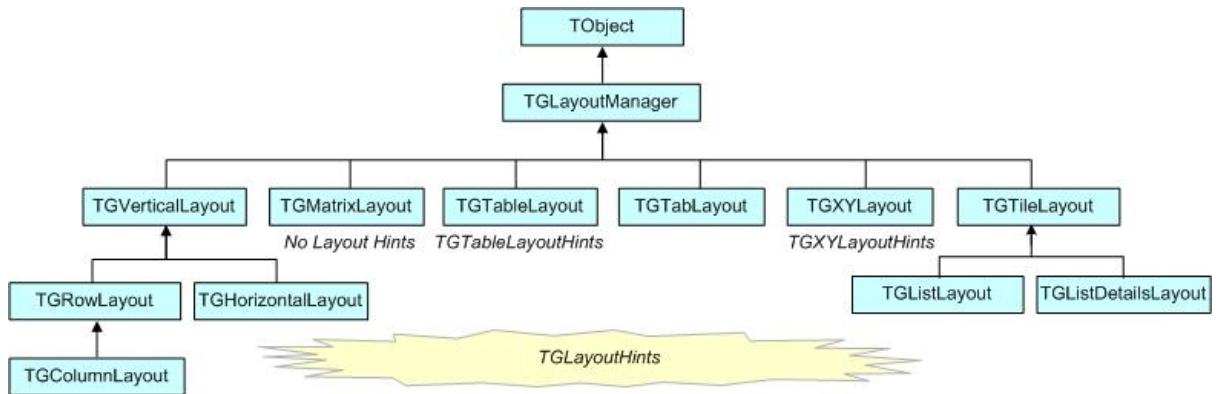 TObject
TGLayoutManager
TGVerticalLayout
TGMatrixLayout
TGTableLayout
TGTabLayout
TGXYLayout
TGTileLayout
No Layout Hints
TGTableLayoutHints
TGXYLayoutHints
TGRowLayout
TGHorizontalLayout
TGListLayout
TGListDetailsLayout
TGLayoutHints
TGColumnLayout